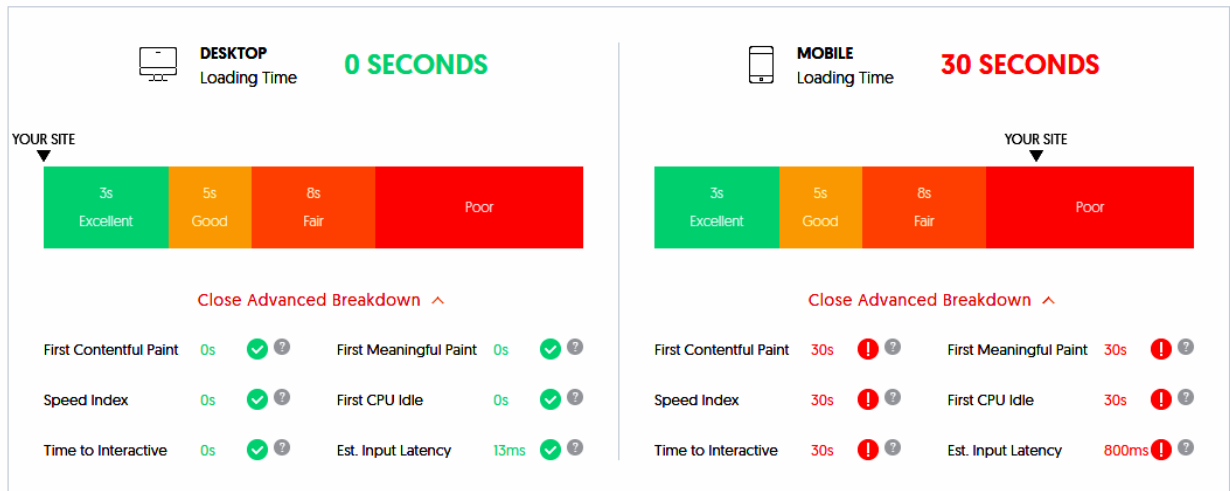 DESKTOP
Loading Time
0 SECONDS
YOUR SITE
3s
Excellent
5s
Good
8s
Fair
Poor
Close Advanced Breakdown
First Contentful Paint 0s ? First Meaningful Paint 0s ?
Speed Index 0s ? First CPU Idle 0s ?
Time to Interactive 0s ? Est. Input Latency 13ms ?
MOBILE
Loading Time
30 SECONDS
YOUR SITE
3s
Excellent
5s
Good
8s
Fair
Poor
Close Advanced Breakdown
First Contentful Paint 30s ! ? First Meaningful Paint 30s ! ?
Speed Index 30s ! ? First CPU Idle 30s ! ?
Time to Interactive 30s ! ? Est. Input Latency 800ms ! ?